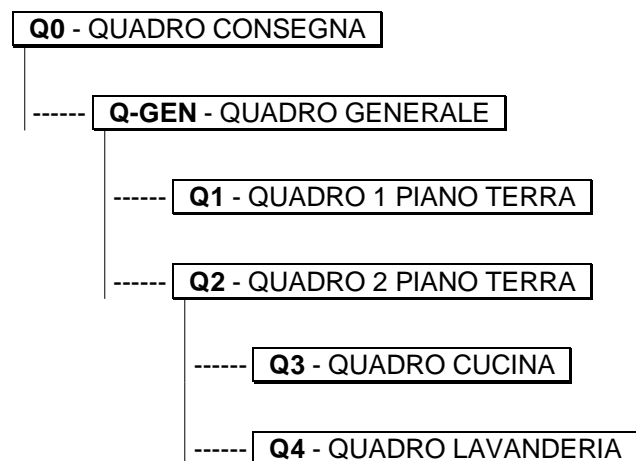 Q0 - QUADRO CONSEGNA
------ Q-GEN - QUADRO GENERALE
------ Q1 - QUADRO 1 PIANO TERRA
------ Q2 - QUADRO 2 PIANO TERRA
------ Q3 - QUADRO CUCINA
------ Q4 - QUADRO LAVANDERIA